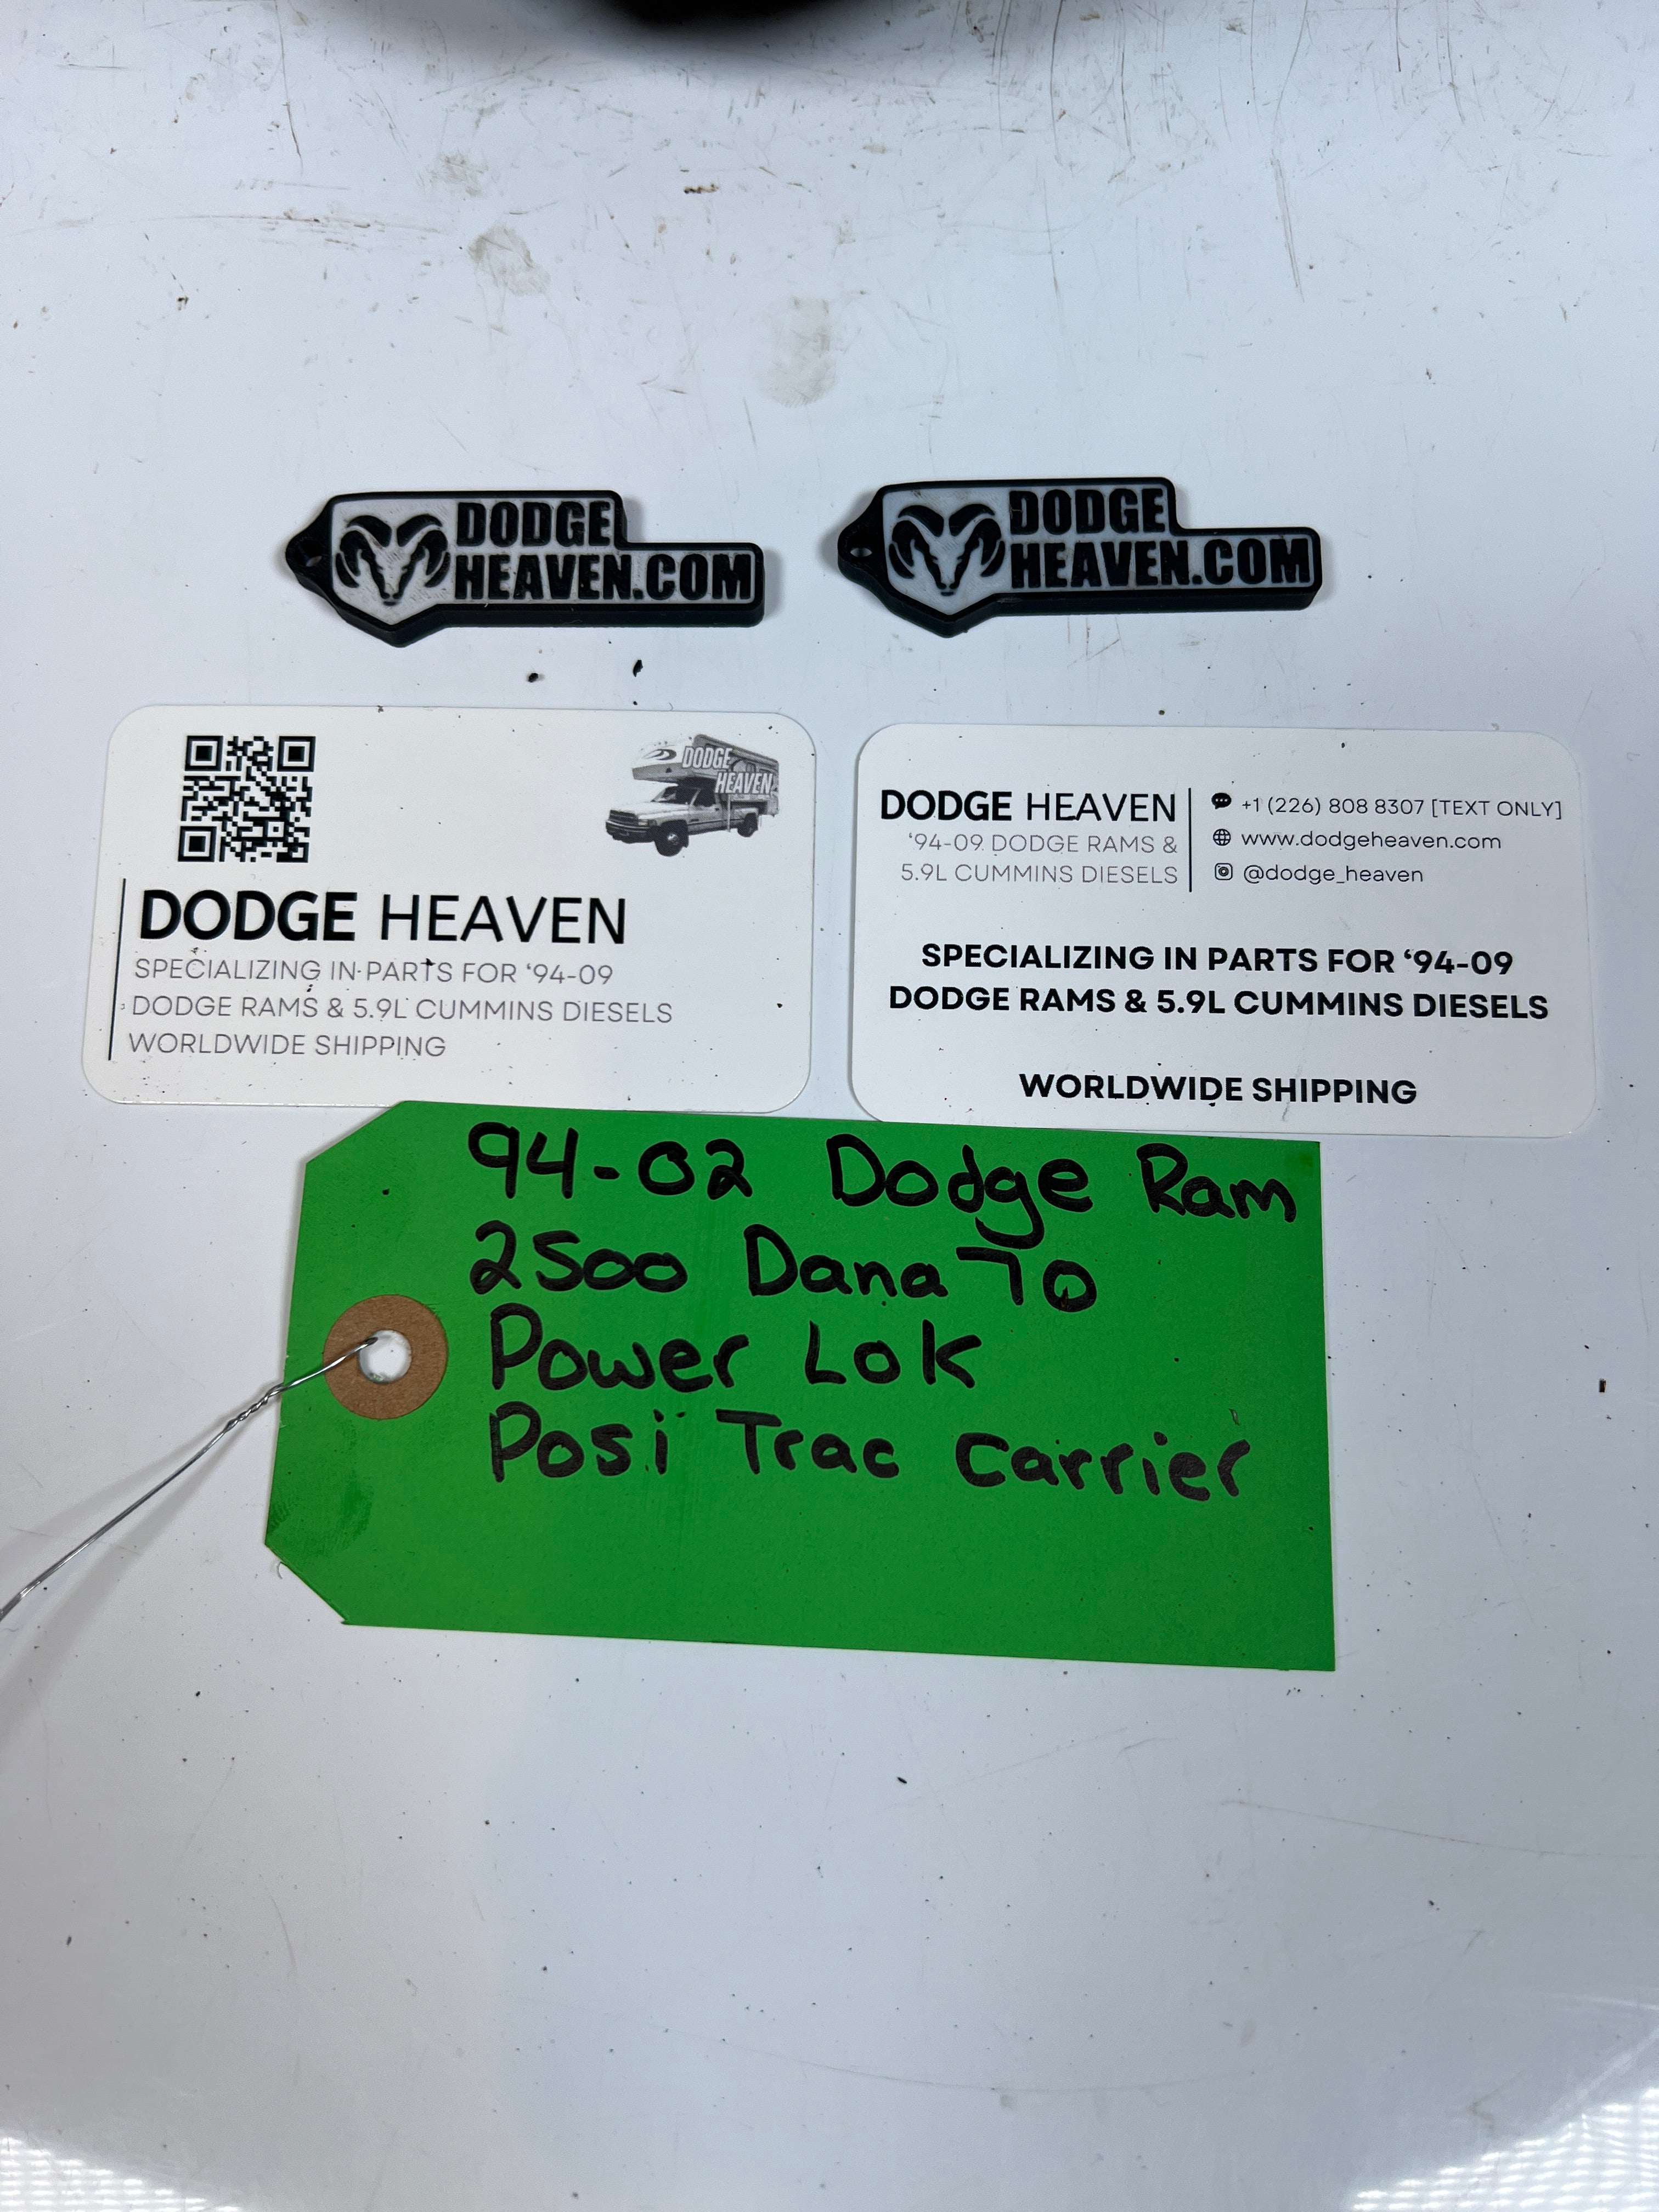 DODGE
HEAVEN.COM
DODGE
HEAVEN.COM
DODGE
HEAVEN
DODGE HEAVEN
SPECIALIZING IN PARTS FOR ‘94-09
DODGE RAMS & 5.9L CUMMINS DIESELS
WORLDWIDE SHIPPING
DODGE HEAVEN
‘94-09 DODGE RAMS &
5.9L CUMMINS DIESELS
+1 (226) 808 8307 [TEXT ONLY]
www.dodgeheaven.com
@dodge_heaven
SPECIALIZING IN PARTS FOR ‘94-09
DODGE RAMS & 5.9L CUMMINS DIESELS
WORLDWIDE SHIPPING
94-02 Dodge Ram
2500 Dana 70
Power Lok
Posi Trac Carrier